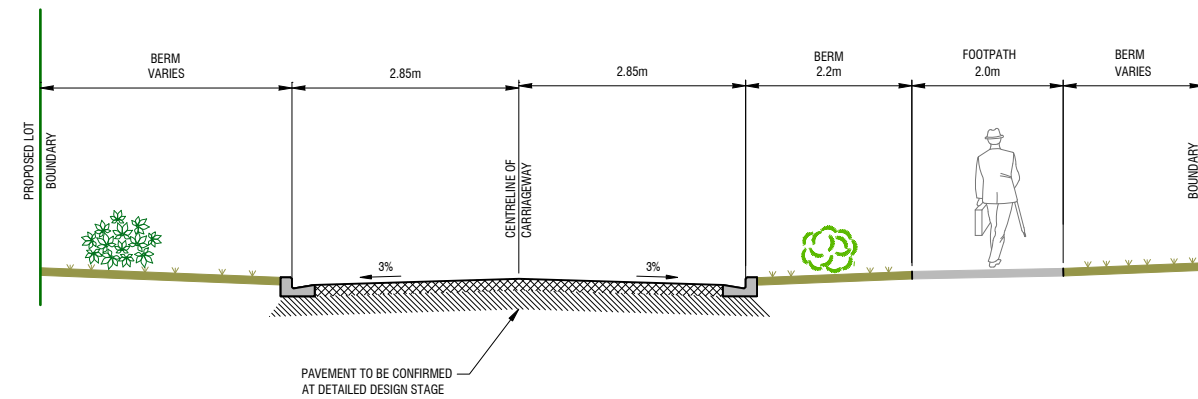 BERM
VARIES
2.85m
2.85m
BERM
2.2m
FOOTPATH
2.0m
BERM
VARIES
PROPOSED LOT
BOUNDARY
CENTRELINE OF
CARRIAGEWAY
BOUNDARY
3%
3%
PAVEMENT TO BE CONFIRMED
AT DETAILED DESIGN STAGE